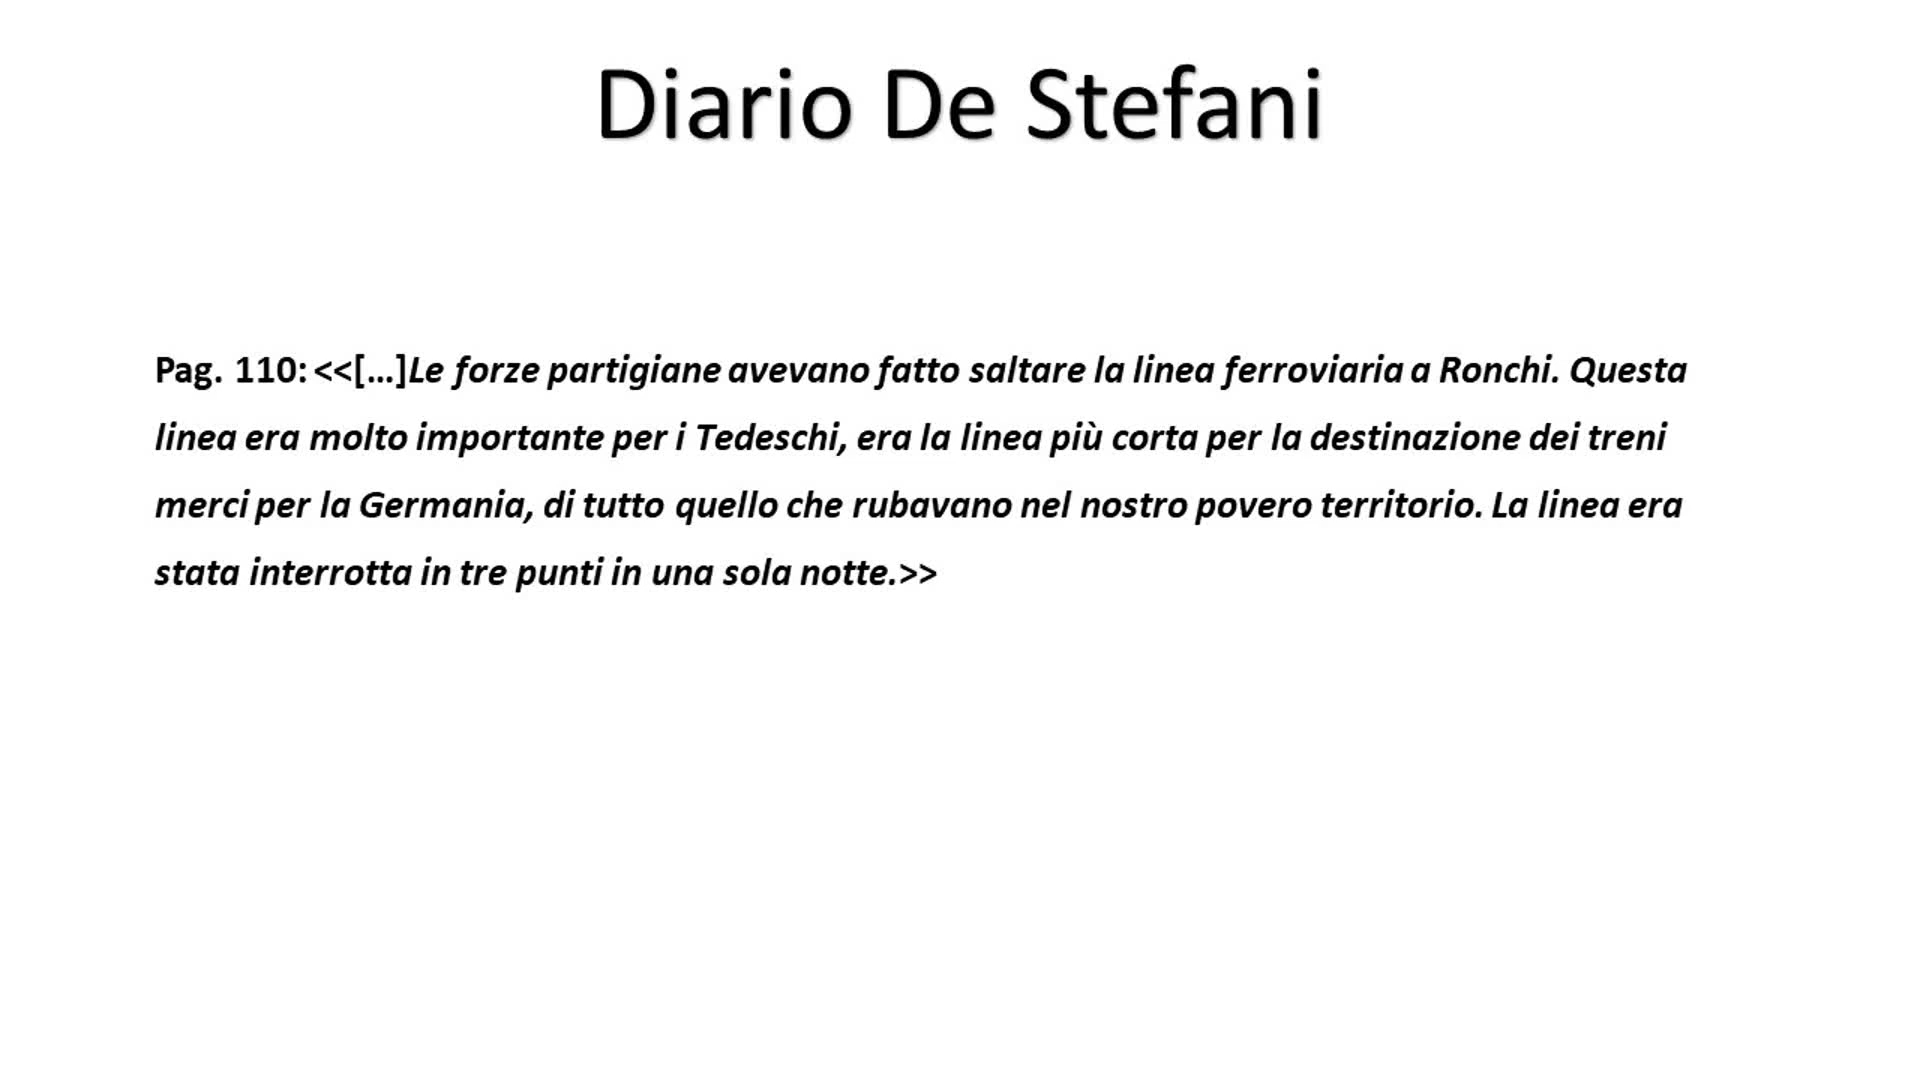 Diario De Stefani
Pag. 110: <<[…]Le forze partigiane avevano fatto saltare la linea ferroviaria a Ronchi. Questa
linea era molto importante per i Tedeschi, era la linea più corta per la destinazione dei treni
merci per la Germania, di tutto quello che rubavano nel nostro povero territorio. La linea era
stata interrotta in tre punti in una sola notte.>>